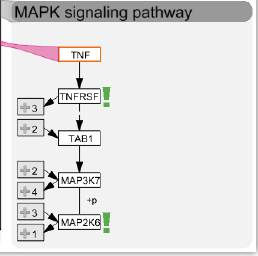 MAPK signaling pathway
TNF
TNFRSF
+3
+2
TAB1
+2
MAP3K7
+4
+p
+3
MAP2K6
+1